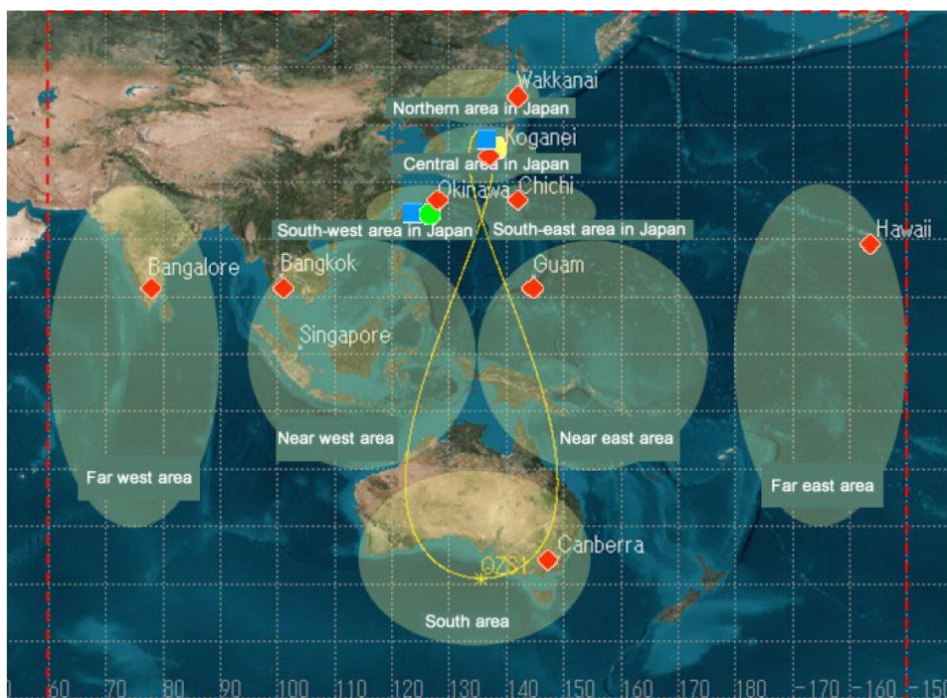 Wakkanai
Northern area in Japan
Koganei
Central area in Japan
Okinawa
Chichi
South-west area in Japan
South-east area in Japan
Hawaii
Bangalore
Bangkok
Guam
Singapore
Near west area
Near east area
Far west area
Far east area
Canberra
QZS1
South area
60 70 80 90 100 110 120 130 140 150 160 170 180 -170 -160 -150